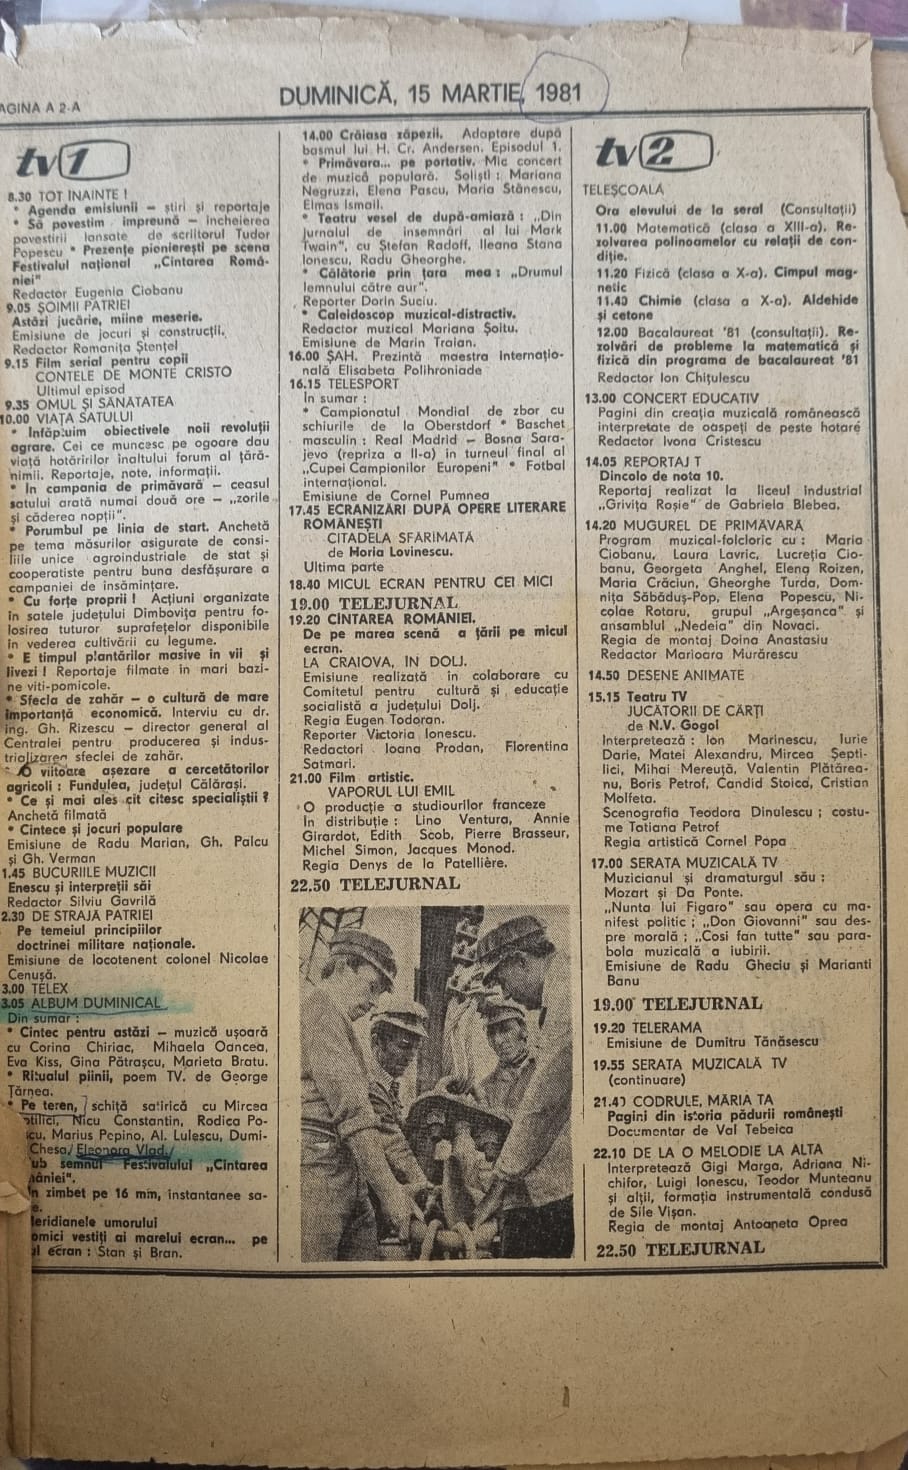 AGINA A 2-A
DUMINICĂ, 15 MARTIE, 1981
tv1
8.30 TOT ÎNAINTE !
* Agenda emisiunii — știri și reportaje
* Să povestim împreună — încheierea
povestirii lansate de scriitorul Tudor
Popescu * Prezențe pionierești pe scena
Festivalului național „Cîntarea Româ-
niei"
Redactor Eugenia Ciobanu
9.05 ȘOIMII PATRIEI
Astăzi jucărie, mîine meserie.
Emisiune de jocuri și construcții.
Redactor Romanița Ștențel
9.15 Film serial pentru copii
CONTELE DE MONTE CRISTO
Ultimul episod
9.35 OMUL ȘI SĂNĂTATEA
10.00 VIAȚA SATULUI
* Înfăptuim obiectivele noii revoluții
agrare. Cei ce muncesc pe ogoare dau
viață hotărîrilor înaltului forum al țără-
nimii. Reportaje, note, informații.
* În campania de primăvară — ceasul
satului arată numai două ore — „zorile
și căderea nopții".
* Porumbul pe linia de start. Anchetă
pe tema măsurilor asigurate de consi-
liile unice agroindustriale de stat și
cooperatiste pentru buna desfășurare a
campaniei de însămînțare.
* Cu forțe proprii ! Acțiuni organizate
în satele județului Dîmbovița pentru fo-
losirea tuturor suprafețelor disponibile
în vederea cultivării cu legume.
* E timpul plantărilor masive în vii și
livezi ! Reportaje filmate în mari bazi-
ne viti-pomicole.
* Sfecla de zahăr — o cultură de mare
importanță economică. Interviu cu dr.
ing. Gh. Rizescu — director general al
Centralei pentru producerea și indus-
trializarea sfeclei de zahăr.
* O viitoare așezare a cercetătorilor
agricoli : Fundulea, județul Călărași.
* Ce și mai ales cît citesc specialiștii ?
Anchetă filmată
* Cîntece și jocuri populare
Emisiune de Radu Marian, Gh. Palcu
și Gh. Verman
1.45 BUCURIILE MUZICII
Enescu și interpreții săi
Redactor Silviu Gavrilă
2.30 DE STRAJĂ PATRIEI
Pe temeiul principiilor
doctrinei militare naționale.
Emisiune de locotenent colonel Nicolae
Cenușă.
3.00 TELEX
3.05 ALBUM DUMINICAL
Din sumar :
* Cîntec pentru astăzi — muzică ușoară
cu Corina Chiriac, Mihaela Oancea,
Eva Kiss, Gina Pătrașcu, Marieta Bratu.
* Ritualul pîinii, poem TV. de George
Țărnea.
* Pe teren, schiță satirică cu Mircea
Nicu Constantin, Rodica Po-
cu, Marius Pepino, Al. Lulescu, Dumi-
Chesa, Eleonora Vlad.
ub semnul Festivalului „Cîntarea
âniei".
n zîmbet pe 16 mm, instantanee sa-
e.
eridianele umorului
omici vestiți ai marelui ecran... pe
l ecran : Stan și Bran.
14.00 Crăiasa zăpezii. Adaptare după
basmul lui H. Cr. Andersen. Episodul 1.
* Primăvara... pe portativ. Mic concert
de muzică populară. Soliști : Mariana
Negruzzi, Elena Pascu, Maria Stănescu,
Elmas Ismail.
* Teatru vesel de după-amiază : „Din
jurnalul de însemnări al lui Mark
Twain", cu Ștefan Radoff, Ileana Stana
Ionescu, Radu Gheorghe.
* Călătorie prin țara mea : „Drumul
lemnului către aur".
Reporter Dorin Suciu.
* Caleidoscop muzical-distractiv.
Redactor muzical Mariana Șoitu.
Emisiune de Marin Traian.
16.00 ȘAH. Prezintă maestra internațio-
nală Elisabeta Polihroniade
16.15 TELESPORT
În sumar :
* Campionatul Mondial de zbor cu
schiurile de la Oberstdorf * Baschet
masculin : Real Madrid — Bosna Sara-
jevo (repriza a II-a) în turneul final al
„Cupei Campionilor Europeni" * Fotbal
internațional.
Emisiune de Cornel Pumnea
17.45 ECRANIZĂRI DUPĂ OPERE LITERARE
ROMÂNEȘTI
CITADELA SFĂRÎMATĂ
de Horia Lovinescu.
Ultima parte
18.40 MICUL ECRAN PENTRU CEI MICI
19.00 TELEJURNAL
19.20 CÎNTAREA ROMÂNIEI.
De pe marea scenă a țării pe micul
ecran.
LA CRAIOVA, ÎN DOLJ.
Emisiune realizată în colaborare cu
Comitetul pentru cultură și educație
socialistă a județului Dolj.
Regia Eugen Todoran.
Reporter Victoria Ionescu.
Redactori Ioana Prodan, Florentina
Satmari.
21.00 Film artistic.
VAPORUL LUI EMIL
O producție a studiourilor franceze
În distribuție : Lino Ventura, Annie
Girardot, Edith Scob, Pierre Brasseur,
Michel Simon, Jacques Monod.
Regia Denys de la Patellière.
22.50 TELEJURNAL
tv2
TELEȘCOALĂ
Ora elevului de la seral (Consultații)
11.00 Matematică (clasa a XIII-a). Re-
zolvarea polinoamelor cu relații de con-
diție.
11.20 Fizică (clasa a X-a). Cîmpul mag-
netic
11.40 Chimie (clasa a X-a). Aldehide
și cetone
12.00 Bacalaureat '81 (consultații). Re-
zolvări de probleme la matematică și
fizică din programa de bacalaureat '81
Redactor Ion Chițulescu
13.00 CONCERT EDUCATIV
Pagini din creația muzicală românească
interpretate de oaspeți de peste hotare
Redactor Ivona Cristescu
14.05 REPORTAJ T
Dincolo de nota 10.
Reportaj realizat la liceul industrial
„Grivița Roșie" de Gabriela Blebea.
14.20 MUGUREL DE PRIMĂVARĂ
Program muzical-folcloric cu : Maria
Ciobanu, Laura Lavric, Lucreția Cio-
banu, Georgeta Anghel, Elena Roizen,
Maria Crăciun, Gheorghe Turda, Dom-
nița Săbăduș-Pop, Elena Popescu, Ni-
colae Rotaru, grupul „Argeșanca" și
ansamblul „Nedeia" din Novaci.
Regia de montaj Doina Anastasiu
Redactor Marioara Murărescu
14.50 DESENE ANIMATE
15.15 Teatru TV
JUCĂTORII DE CĂRȚI
de N.V. Gogol
Interpretează : Ion Marinescu, Iurie
Darie, Matei Alexandru, Mircea Șepti-
lici, Mihai Mereuță, Valentin Plătărea-
nu, Boris Petrof, Candid Stoica, Cristian
Molfeta.
Scenografia Teodora Dinulescu ; costu-
me Tatiana Petrof
Regia artistică Cornel Popa
17.00 SERATA MUZICALĂ TV
Muzicianul și dramaturgul său :
Mozart și Da Ponte.
„Nunta lui Figaro" sau opera cu ma-
nifest politic ; „Don Giovanni" sau des-
pre morală ; „Cosi fan tutte" sau para-
bola muzicală a iubirii.
Emisiune de Radu Gheciu și Marianti
Banu
19.00 TELEJURNAL
19.20 TELERAMA
Emisiune de Dumitru Tănăsescu
19.55 SERATA MUZICALĂ TV
(continuare)
21.40 CODRULE, MĂRIA TA
Pagini din istoria pădurii românești
Documentar de Val Tebeica
22.10 DE LA O MELODIE LA ALTA
Interpretează Gigi Marga, Adriana Ni-
chifor, Luigi Ionescu, Teodor Munteanu
și alții, formația instrumentală condusă
de Sile Vișan.
Regia de montaj Antoaneta Oprea
22.50 TELEJURNAL